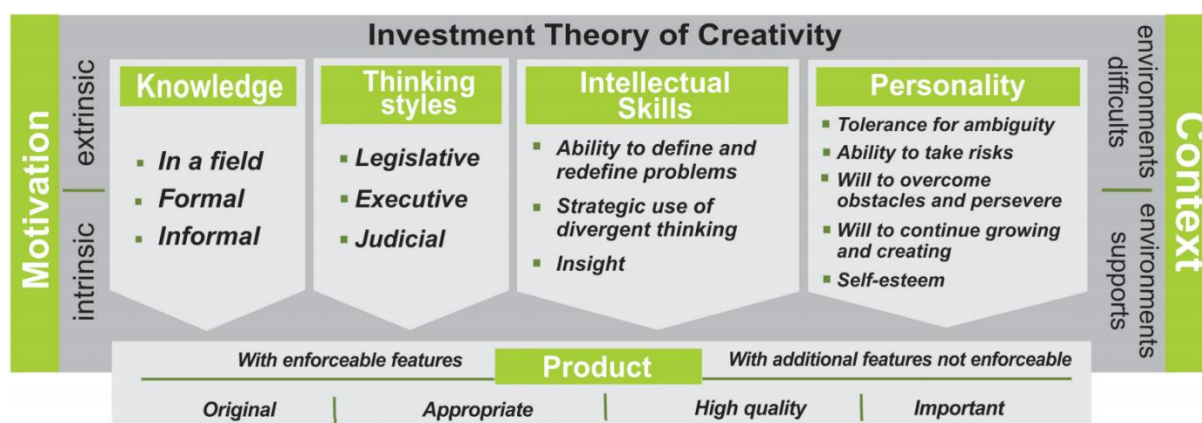 Investment Theory of Creativity
Motivation
extrinsic
intrinsic
Knowledge
In a field
Formal
Informal
Thinking
styles
Legislative
Executive
Judicial
Intellectual
Skills
Ability to define and
redefine problems
Strategic use of
divergent thinking
Insight
Personality
Tolerance for ambiguity
Ability to take risks
Will to overcome
obstacles and persevere
Will to continue growing
and creating
Self-esteem
environments
difficults
environments
supports
Context
With enforceable features
Product
With additional features not enforceable
Original
Appropriate
High quality
Important